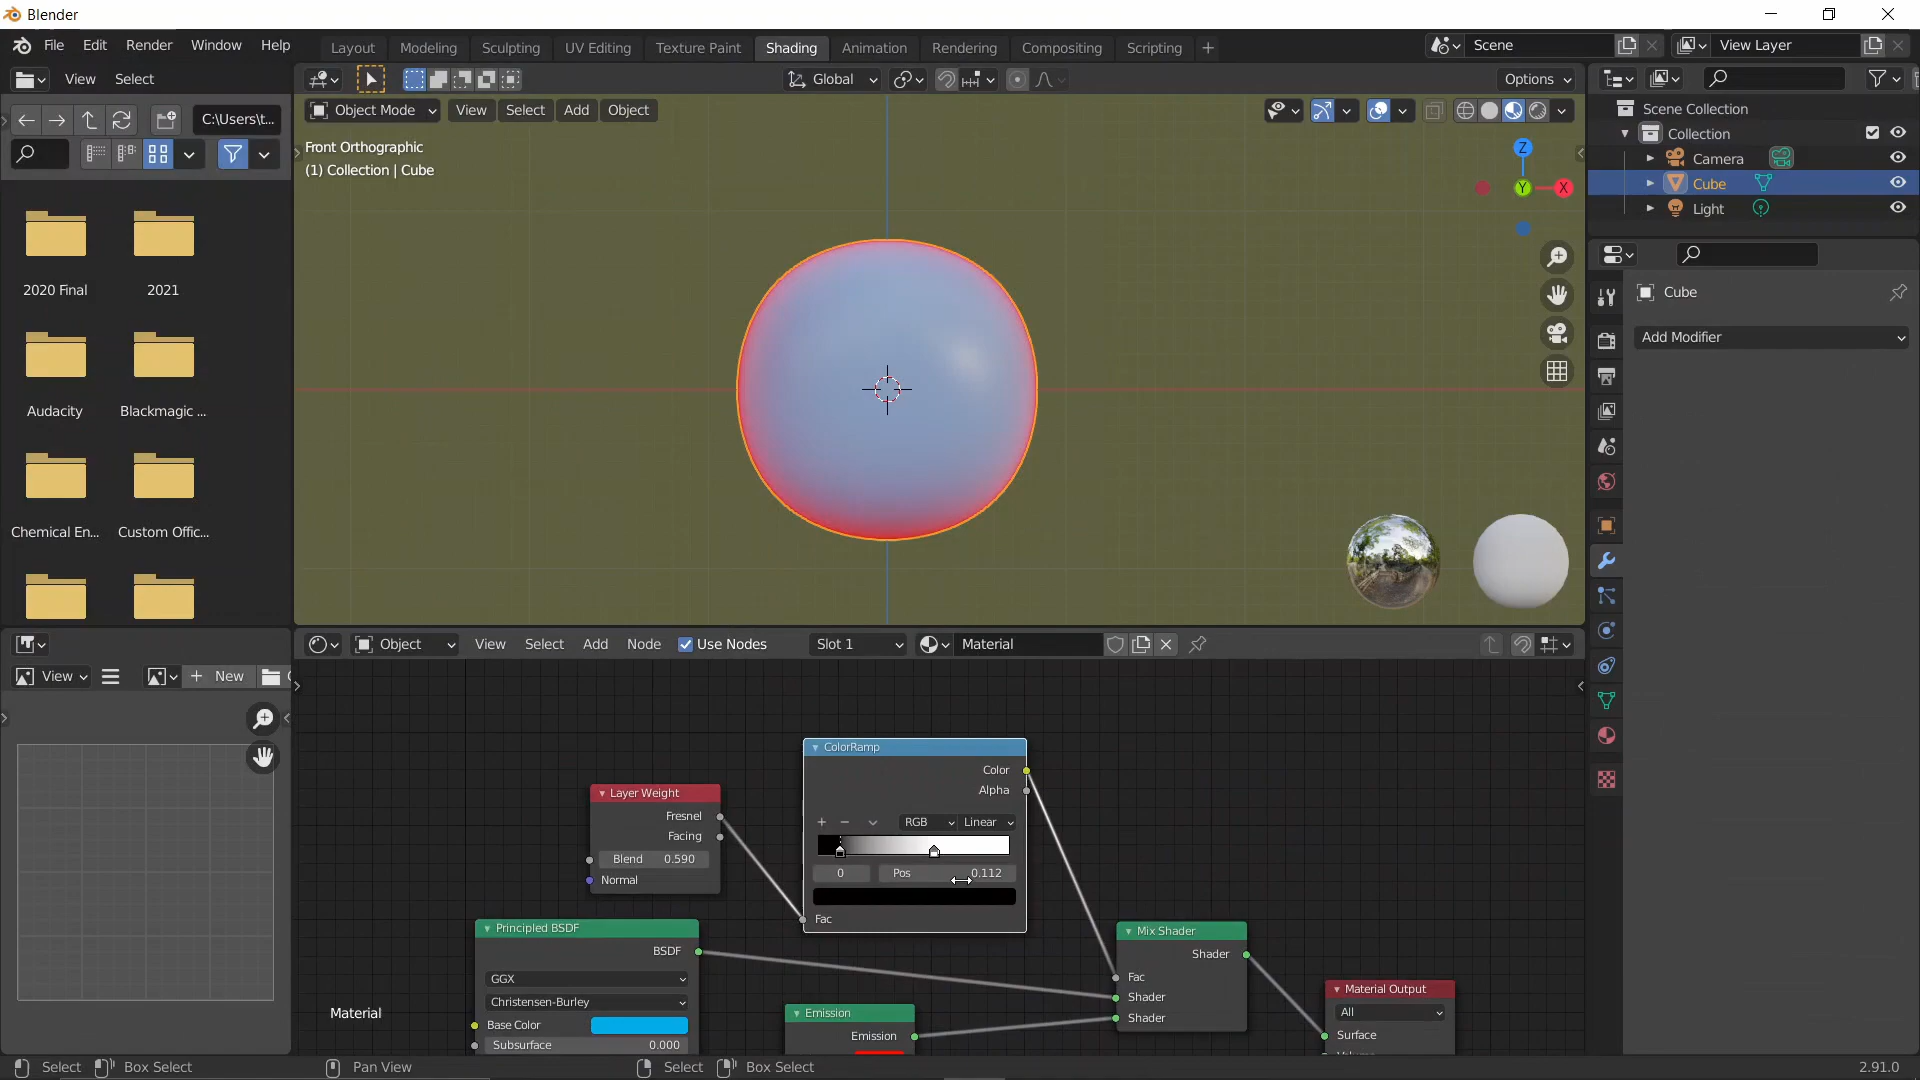 Blender
File Edit Render Window Help
Layout Modeling Sculpting UV Editing Texture Paint Shading Animation Rendering Compositing Scripting +
Scene
View Layer
View Select
Global
Options
C:\Users\t...
Object Mode View Select Add Object
Front Orthographic
(1) Collection | Cube
Z
Y
X
Scene Collection
Collection
Camera
Cube
Light
Cube
Add Modifier
2020 Final
2021
Audacity
Blackmagic ...
Chemical En...
Custom Offic...
Object View Select Add Node Use Nodes Slot 1 Material
View
+ New
ColorRamp
Color
Alpha
+ − RGB Linear
0 Pos 0.112
Fac
Layer Weight
Fresnel
Facing
Blend 0.590
Normal
Principled BSDF
BSDF
GGX
Christensen-Burley
Base Color
Subsurface 0.000
Emission
Emission
Mix Shader
Shader
Fac
Shader
Shader
Material Output
All
Surface
Material
Select Box Select Pan View Select Box Select 2.91.0